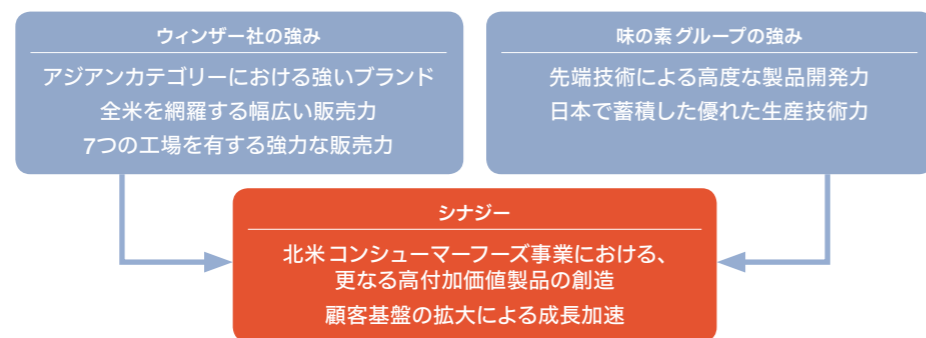 ウィンザー社の強み
アジアンカテゴリーにおける強いブランド
全米を網羅する幅広い販売力
7つの工場を有する強力な販売力
味の素グループの強み
先端技術による高度な製品開発力
日本で蓄積した優れた生産技術力
シナジー
北米コンシューマーフーズ事業における、
更なる高付加価値製品の創造
顧客基盤の拡大による成長加速